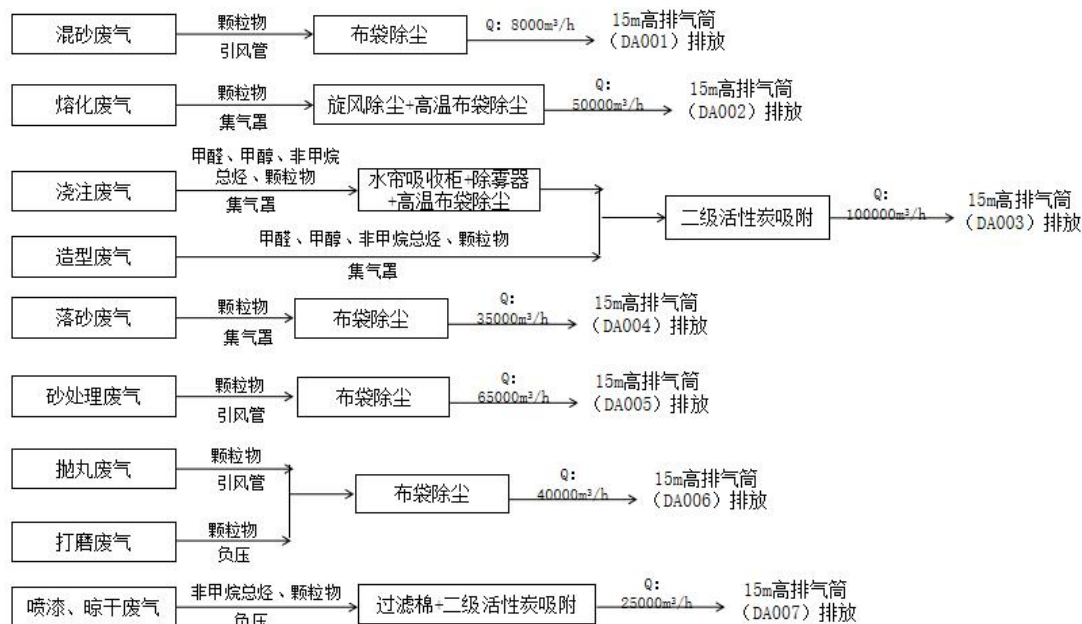 混砂废气
颗粒物
引风管
布袋除尘
Q: 8000m³/h
15m高排气筒
（DA001）排放
熔化废气
颗粒物
集气罩
旋风除尘+高温布袋除尘
Q:
50000m³/h
15m高排气筒
（DA002）排放
浇注废气
甲醛、甲醇、非甲烷
总烃、颗粒物
集气罩
水帘吸收柜+除雾器
+高温布袋除尘
造型废气
甲醛、甲醇、非甲烷总烃、颗粒物
集气罩
二级活性炭吸附
Q:
100000m³/h
15m高排气筒
（DA003）排放
落砂废气
颗粒物
集气罩
布袋除尘
Q:
35000m³/h
15m高排气筒
（DA004）排放
砂处理废气
颗粒物
引风管
布袋除尘
Q:
65000m³/h
15m高排气筒
（DA005）排放
抛丸废气
颗粒物
引风管
打磨废气
颗粒物
负压
布袋除尘
Q:
40000m³/h
15m高排气筒
（DA006）排放
喷漆、晾干废气
非甲烷总烃、颗粒物
负压
过滤棉+二级活性炭吸附
Q:
25000m³/h
15m高排气筒
（DA007）排放